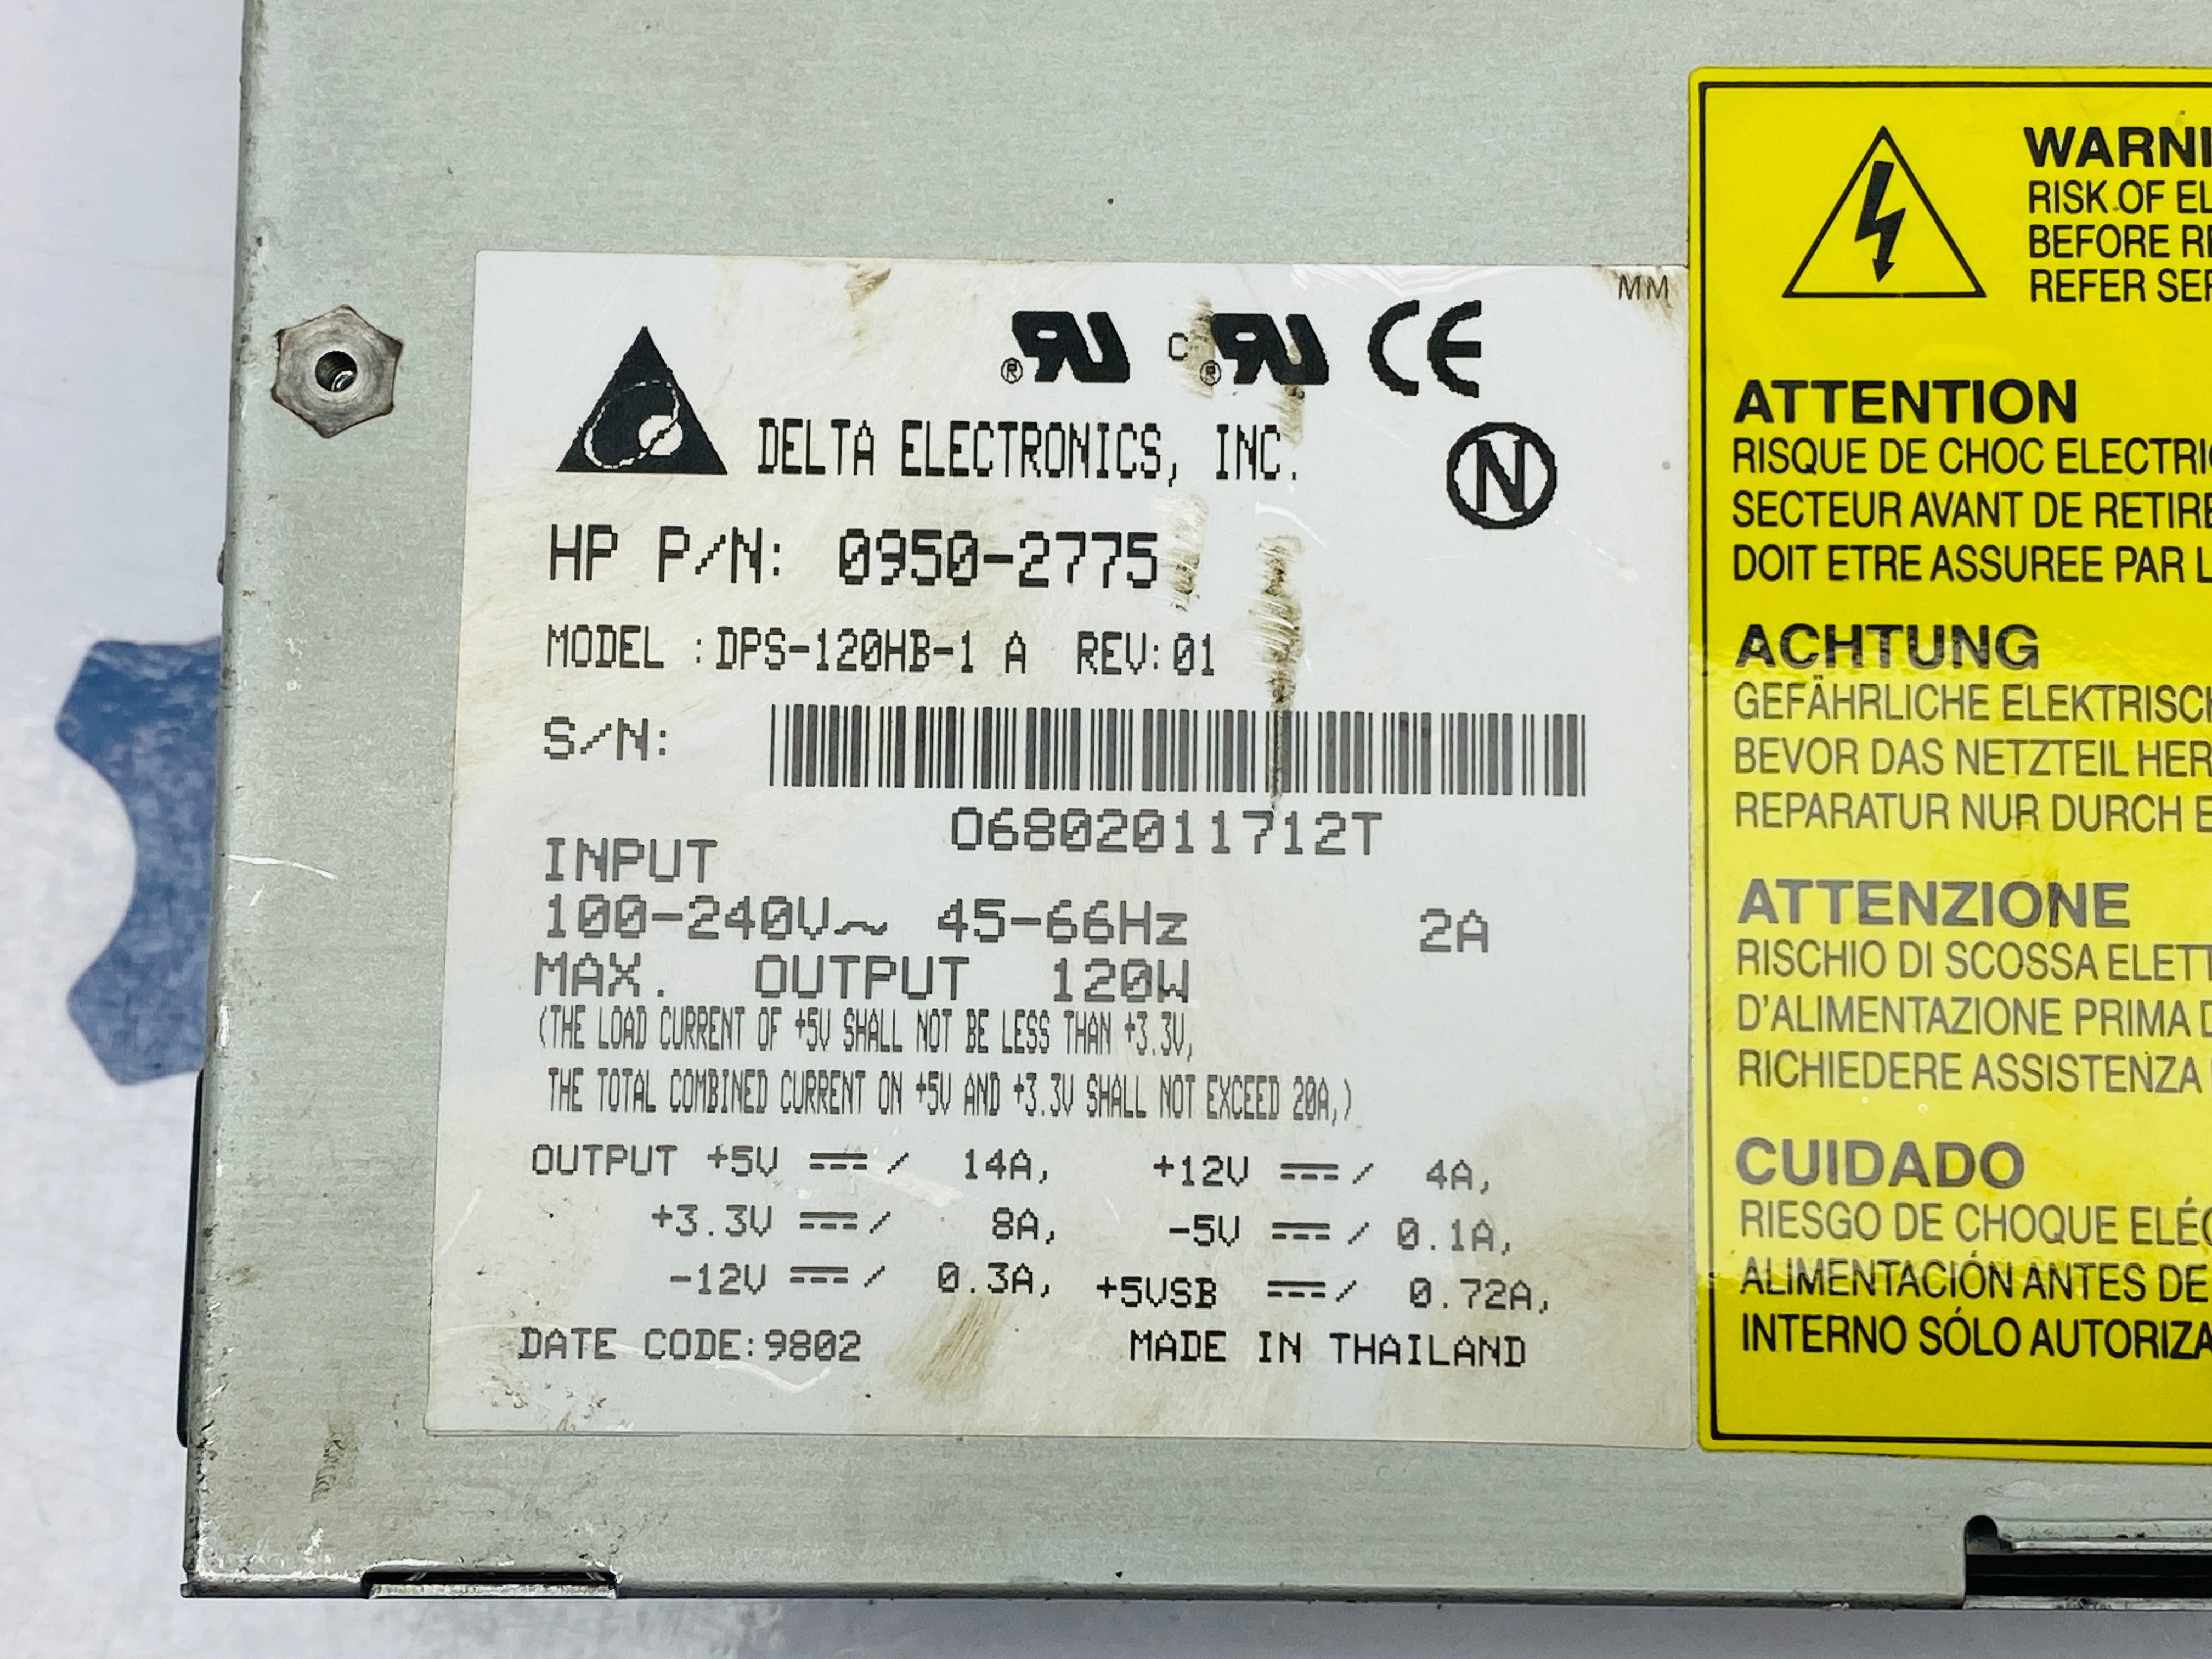 MM
DELTA ELECTRONICS, INC.
N
HP P/N: 0950-2775
MODEL :DPS-120HB-1 A REV:01
S/N:
O6802011712T
INPUT
100-240V~ 45-66Hz 2A
MAX. OUTPUT 120W
(THE LOAD CURRENT OF +5V SHALL NOT BE LESS THAN +3.3V,
THE TOTAL COMBINED CURRENT ON +5V AND +3.3V SHALL NOT EXCEED 20A,)
OUTPUT +5V ⎓ / 14A, +12V ⎓ / 4A,
+3.3V ⎓ / 8A, -5V ⎓ / 0.1A,
-12V ⎓ / 0.3A, +5VSB ⎓ / 0.72A,
DATE CODE:9802 MADE IN THAILAND
WARNI
RISK OF EL
BEFORE R
REFER SER
ATTENTION
RISQUE DE CHOC ELECTRI
SECTEUR AVANT DE RETIRE
DOIT ETRE ASSUREE PAR L
ACHTUNG
GEFÄHRLICHE ELEKTRISCH
BEVOR DAS NETZTEIL HER
REPARATUR NUR DURCH E
ATTENZIONE
RISCHIO DI SCOSSA ELETT
D'ALIMENTAZIONE PRIMA D
RICHIEDERE ASSISTENZA
CUIDADO
RIESGO DE CHOQUE ELÉC
ALIMENTACIÓN ANTES DE
INTERNO SÓLO AUTORIZA